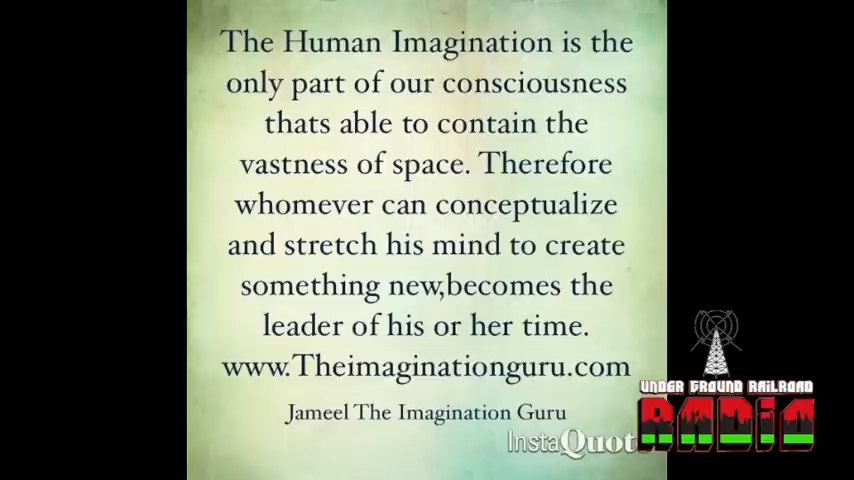 The Human Imagination is the
only part of our consciousness
thats able to contain the
vastness of space. Therefore
whomever can conceptualize
and stretch his mind to create
something new,becomes the
leader of his or her time.
www.Theimaginationguru.com
Jameel The Imagination Guru
InstaQuot
UNDER GROUND RAILROAD
RADIO